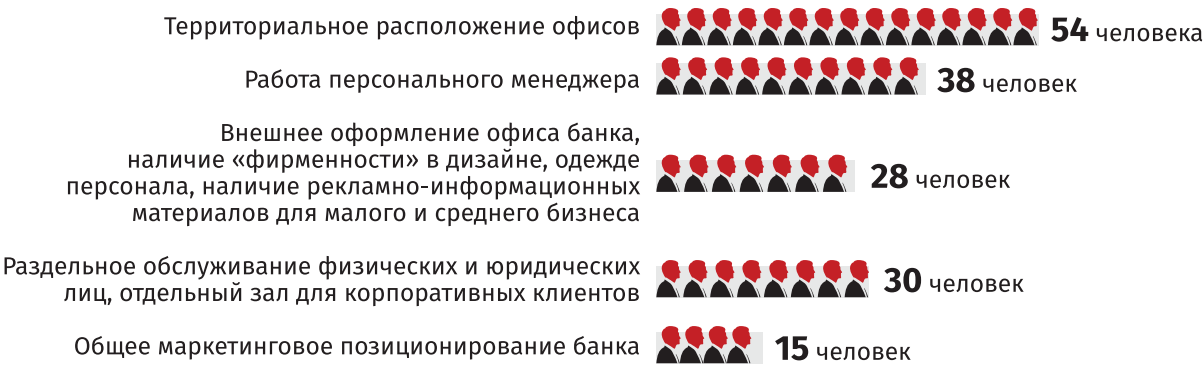 Территориальное расположение офисов
54 человека
Работа персонального менеджера
38 человек
Внешнее оформление офиса банка,
наличие «фирменности» в дизайне, одежде
персонала, наличие рекламно-информационных
материалов для малого и среднего бизнеса
28 человек
Раздельное обслуживание физических и юридических
лиц, отдельный зал для корпоративных клиентов
30 человек
Общее маркетинговое позиционирование банка
15 человек